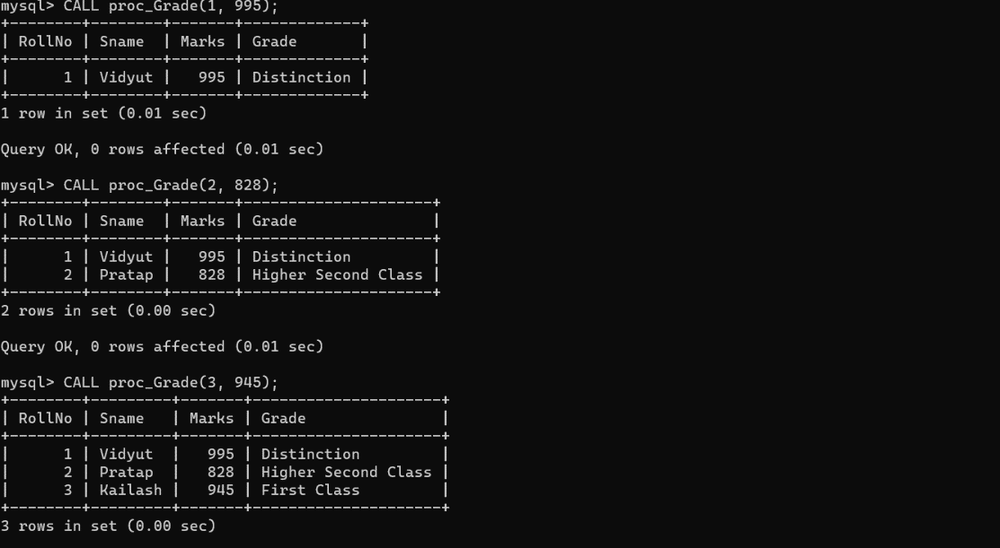 mysql> CALL proc_Grade(1, 995);
+--------+--------+-------+-------------+
| RollNo | Sname  | Marks | Grade       |
+--------+--------+-------+-------------+
|      1 | Vidyut |   995 | Distinction |
+--------+--------+-------+-------------+
1 row in set (0.01 sec)

Query OK, 0 rows affected (0.01 sec)

mysql> CALL proc_Grade(2, 828);
+--------+--------+-------+---------------------+
| RollNo | Sname  | Marks | Grade               |
+--------+--------+-------+---------------------+
|      1 | Vidyut |   995 | Distinction         |
|      2 | Pratap |   828 | Higher Second Class |
+--------+--------+-------+---------------------+
2 rows in set (0.00 sec)

Query OK, 0 rows affected (0.01 sec)

mysql> CALL proc_Grade(3, 945);
+--------+---------+-------+---------------------+
| RollNo | Sname   | Marks | Grade               |
+--------+---------+-------+---------------------+
|      1 | Vidyut  |   995 | Distinction         |
|      2 | Pratap  |   828 | Higher Second Class |
|      3 | Kailash |   945 | First Class         |
+--------+---------+-------+---------------------+
3 rows in set (0.00 sec)